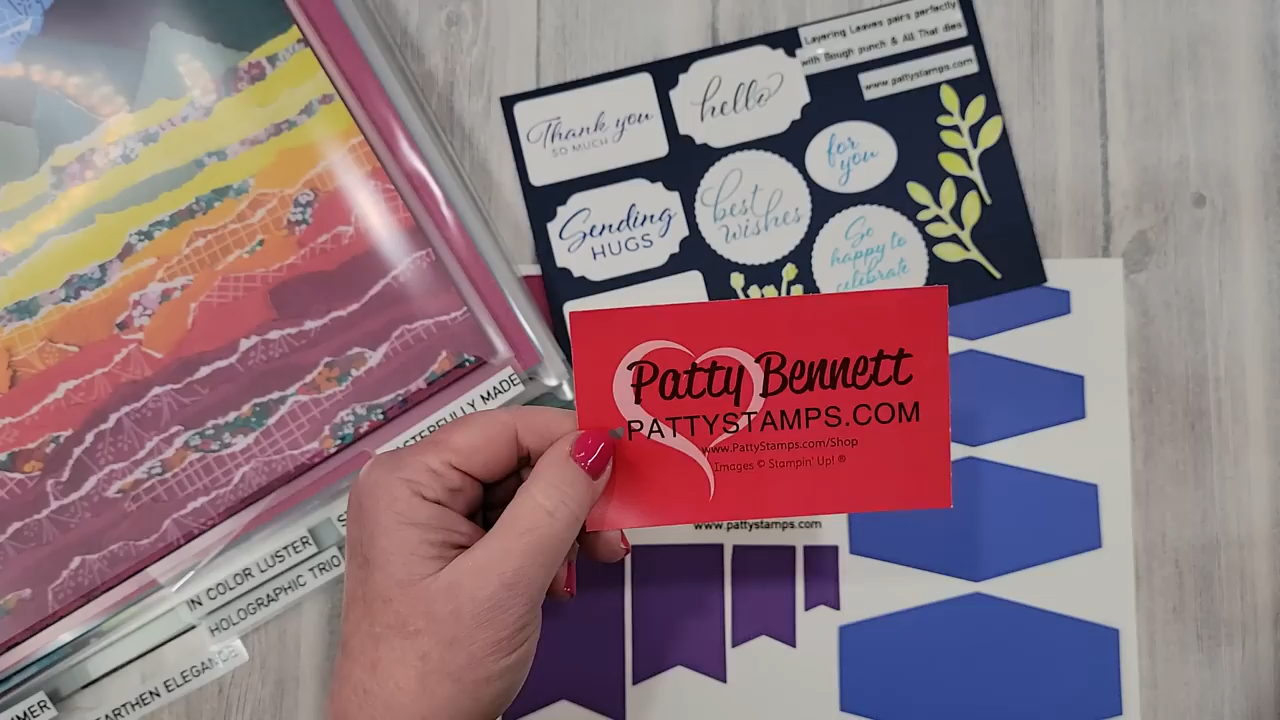 Layering Leaves pairs perfectly
with Bough punch & All That dies
www.pattystamps.com
Thank you
SO MUCH
hello
for
you
Sending
HUGS
best
wishes
So
happy to
celebrate
Patty Bennett
PATTYSTAMPS.COM
www.PattyStamps.com/Shop
Images © Stampin' Up! ®
www.pattystamps.com
MADE
IN COLOR LUSTER
HOLOGRAPHIC TRIO
EARTHEN ELEGANCE